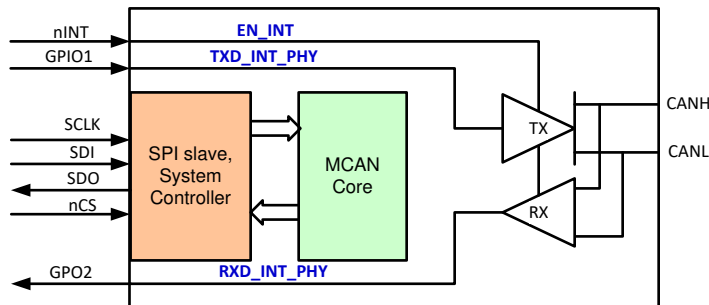 nINT
EN_INT
GPIO1
TXD_INT_PHY
CANH
SCLK
TX
SDI
SPI slave,
System
Controller
MCAN
Core
CANL
SDO
nCS
RX
GPO2
RXD_INT_PHY